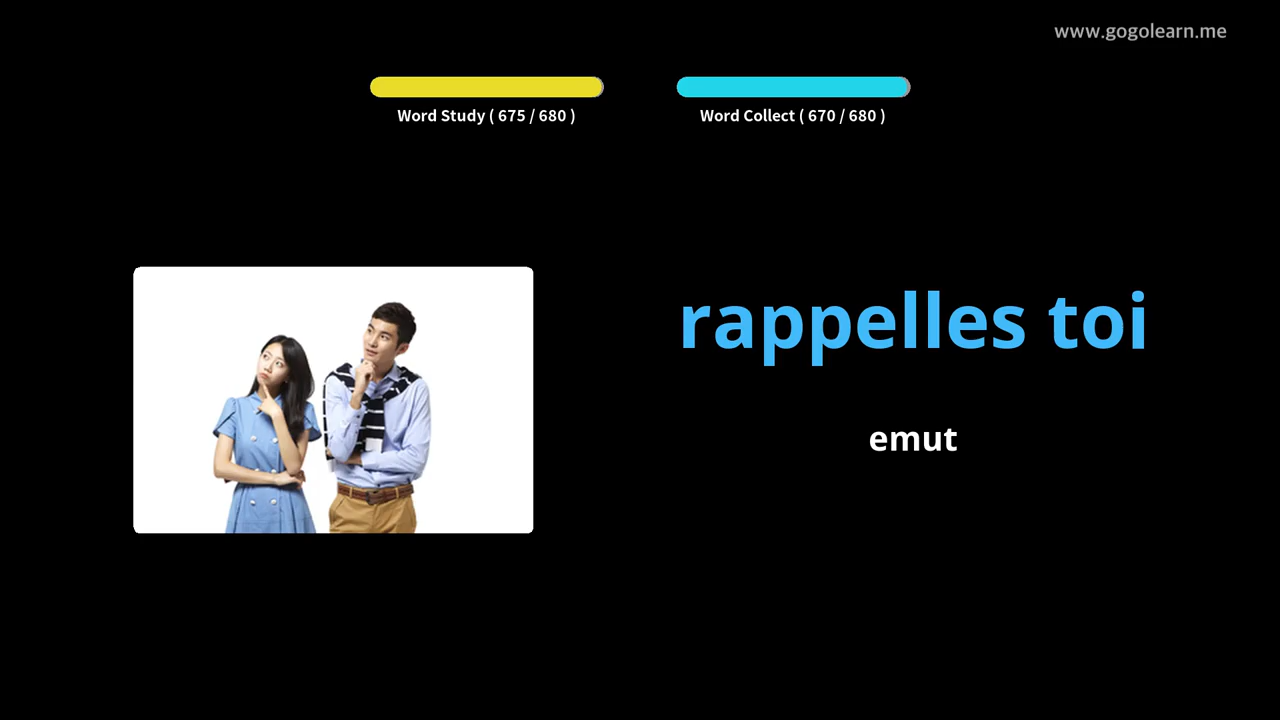 www.gogolearn.me
Word Study ( 675 / 680 )
Word Collect ( 670 / 680 )
rappelles toi
emut